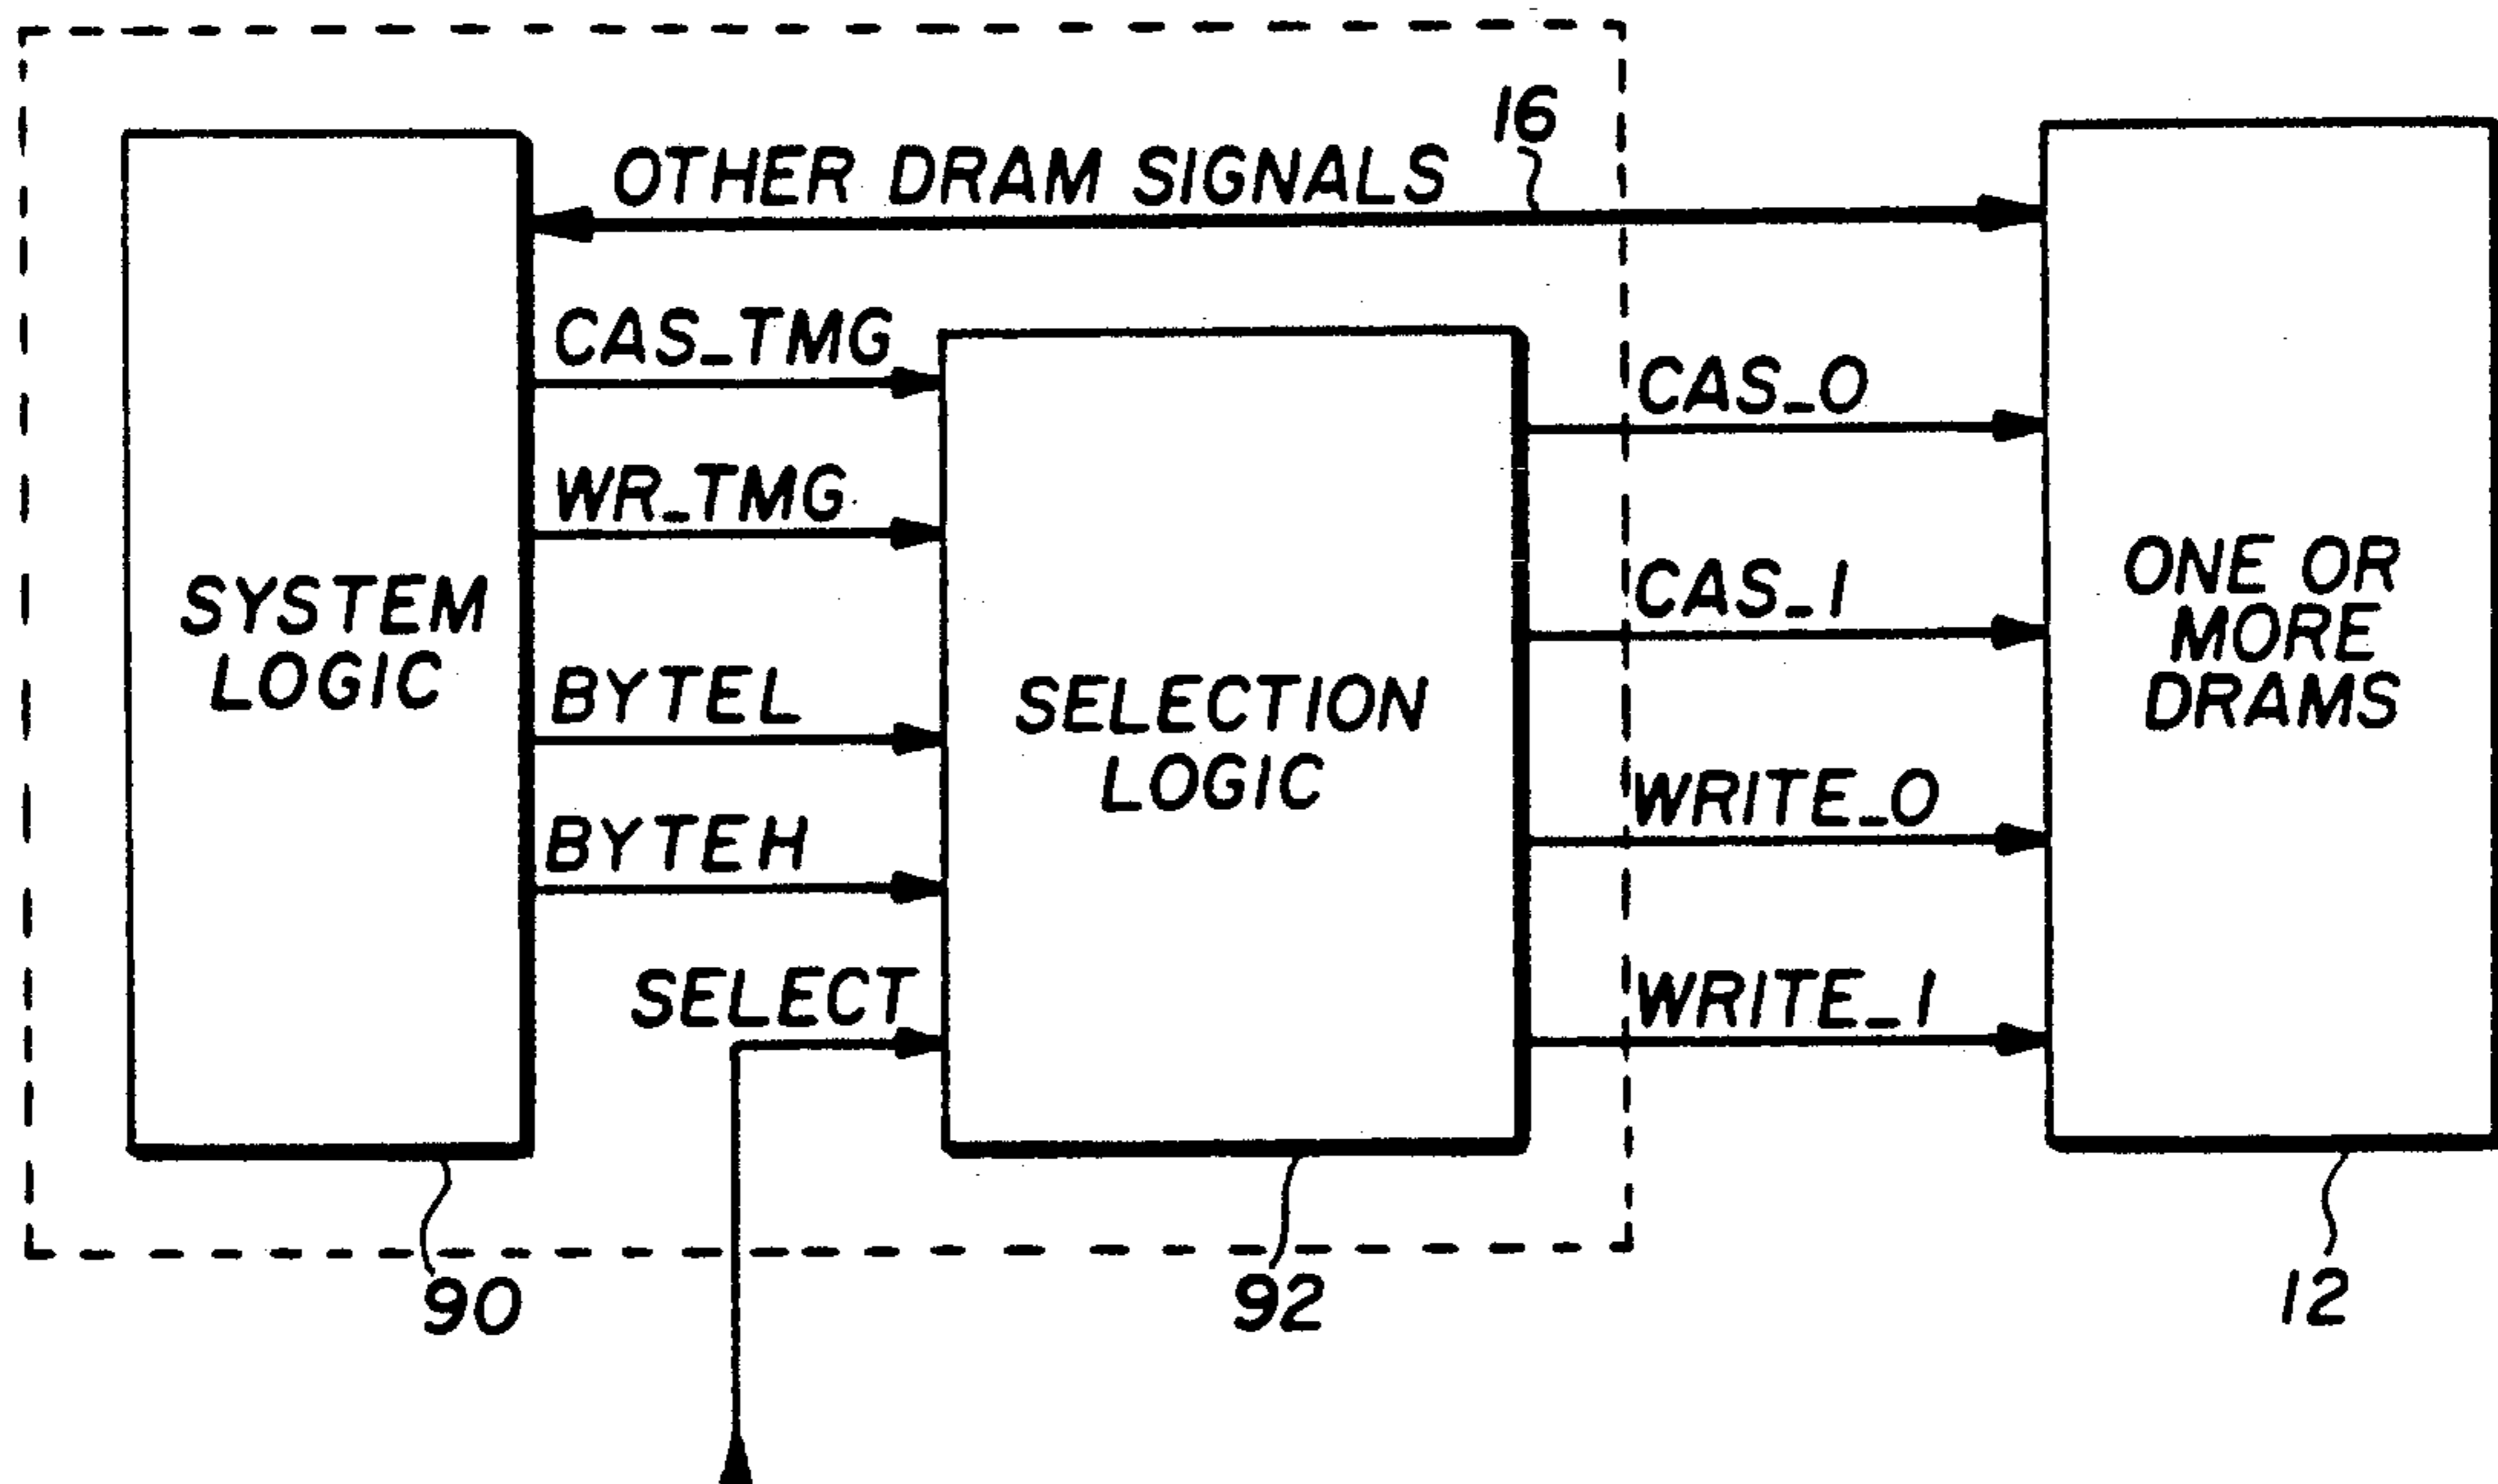 16
OTHER DRAM SIGNALS
CAS_TMG
WR_TMG
BYTEL
BYTEH
SELECT
SYSTEM
LOGIC
SELECTION
LOGIC
CAS_0
CAS_1
WRITE_0
WRITE_1
ONE OR
MORE
DRAMS
90
92
12